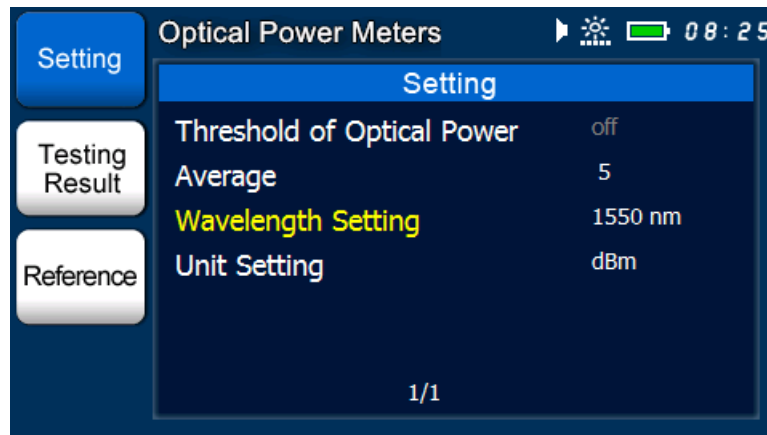 Setting
Optical Power Meters 08:25
Setting
Testing
Result
Reference
Threshold of Optical Power off
Average 5
Wavelength Setting 1550 nm
Unit Setting dBm
1/1